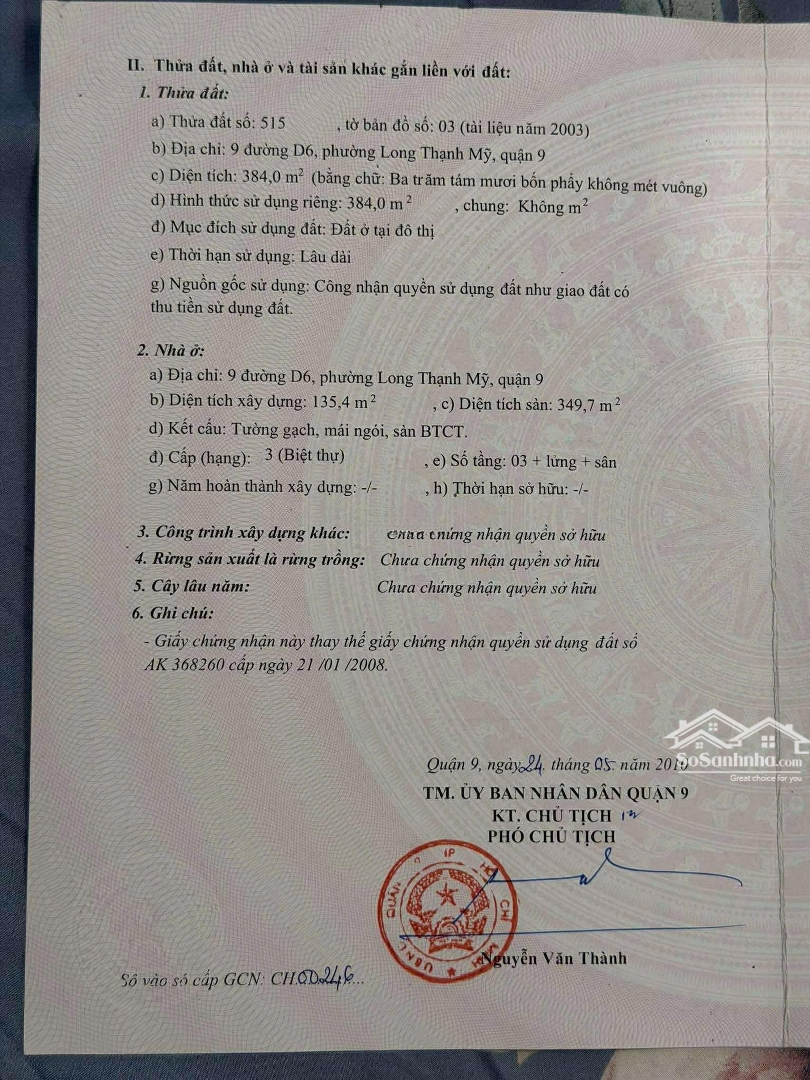 II. Thửa đất, nhà ở và tài sản khác gắn liền với đất:
1. Thửa đất:
a) Thửa đất số: 515 , tờ bản đồ số: 03 (tài liệu năm 2003)
b) Địa chỉ: 9 đường D6, phường Long Thạnh Mỹ, quận 9
c) Diện tích: 384,0 m² (bằng chữ: Ba trăm tám mươi bốn phẩy không mét vuông)
d) Hình thức sử dụng riêng: 384,0 m² , chung: Không m²
đ) Mục đích sử dụng đất: Đất ở tại đô thị
e) Thời hạn sử dụng: Lâu dài
g) Nguồn gốc sử dụng: Công nhận quyền sử dụng đất như giao đất có
thu tiền sử dụng đất.
2. Nhà ở:
a) Địa chỉ: 9 đường D6, phường Long Thạnh Mỹ, quận 9
b) Diện tích xây dựng: 135,4 m² , c) Diện tích sàn: 349,7 m²
d) Kết cấu: Tường gạch, mái ngói, sàn BTCT.
đ) Cấp (hạng): 3 (Biệt thự) , e) Số tầng: 03 + lửng + sân
g) Năm hoàn thành xây dựng: -/- , h) Thời hạn sở hữu: -/-
3. Công trình xây dựng khác: chứng nhận quyền sở hữu
4. Rừng sản xuất là rừng trồng: Chưa chứng nhận quyền sở hữu
5. Cây lâu năm: Chưa chứng nhận quyền sở hữu
6. Ghi chú:
- Giấy chứng nhận này thay thế giấy chứng nhận quyền sử dụng đất số
AK 368260 cấp ngày 21 /01 /2008.
SoSanhnha.com
Great choice for you
Quận 9, ngày 24. tháng 05. năm 2010
TM. ỦY BAN NHÂN DÂN QUẬN 9
KT. CHỦ TỊCH
PHÓ CHỦ TỊCH
QUẬN 9 TP HỒ CHÍ MINH
Nguyễn Văn Thành
Số vào sổ cấp GCN: CH.00246...